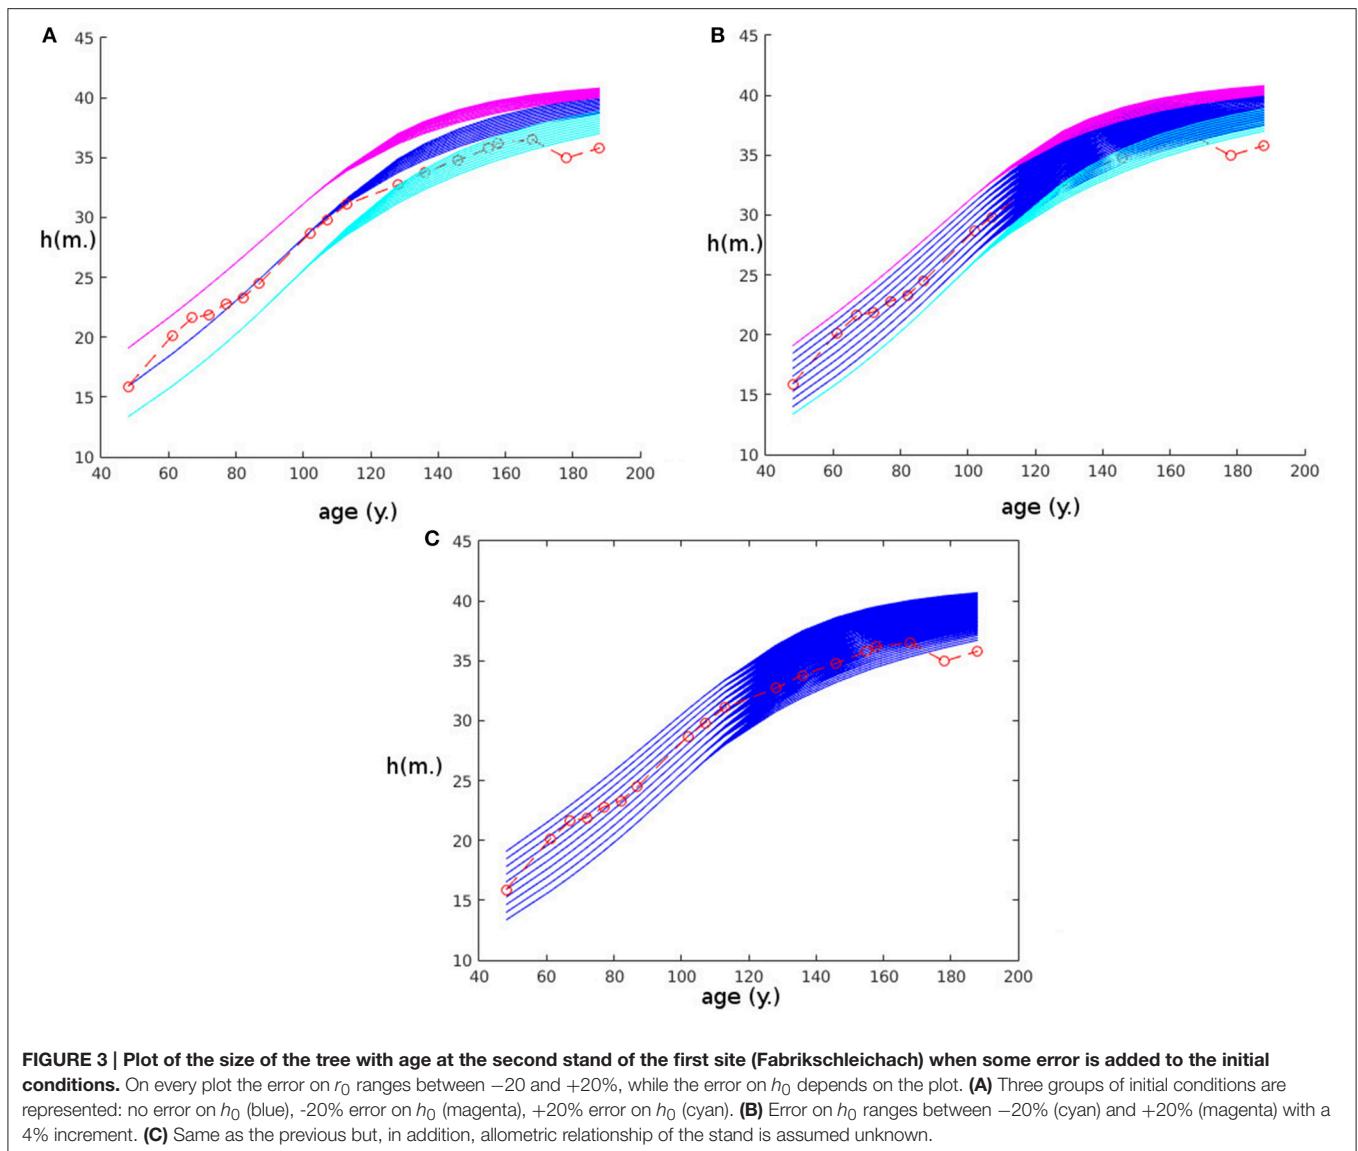 A
45
40
35
30
25
20
15
10
h(m.)
40 60 80 100 120 140 160 180 200
age (y.)
B
45
40
35
30
25
20
15
10
h(m.)
40 60 80 100 120 140 160 180 200
age (y.)
C
45
40
35
30
25
20
15
10
h(m.)
40 60 80 100 120 140 160 180 200
age (y.)
FIGURE 3 | Plot of the size of the tree with age at the second stand of the first site (Fabrikschleichach) when some error is added to the initial
conditions. On every plot the error on r0 ranges between −20 and +20%, while the error on h0 depends on the plot. (A) Three groups of initial conditions are
represented: no error on h0 (blue), -20% error on h0 (magenta), +20% error on h0 (cyan). (B) Error on h0 ranges between −20% (cyan) and +20% (magenta) with a
4% increment. (C) Same as the previous but, in addition, allometric relationship of the stand is assumed unknown.